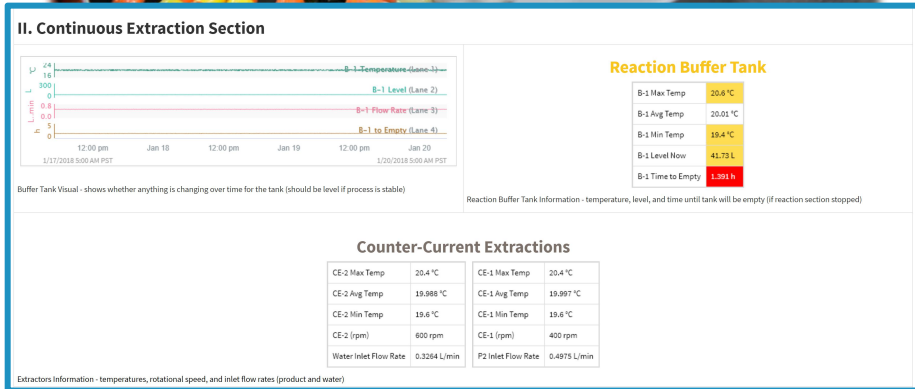 II. Continuous Extraction Section
°C
24
16
B-1 Temperature (Lane 1)
L
300
0
B-1 Level (Lane 2)
L.min
0.8
0.0
B-1 Flow Rate (Lane 3)
h
5
0
B-1 to Empty (Lane 4)
12:00 pm Jan 18 12:00 pm Jan 19 12:00 pm Jan 20
1/17/2018 5:00 AM PST 1/20/2018 5:00 AM PST
Buffer Tank Visual - shows whether anything is changing over time for the tank (should be level if process is stable)
Reaction Buffer Tank
B-1 Max Temp 20.6 °C
B-1 Avg Temp 20.01 °C
B-1 Min Temp 19.4 °C
B-1 Level Now 41.73 L
B-1 Time to Empty 1.391 h
Reaction Buffer Tank Information - temperature, level, and time until tank will be empty (if reaction section stopped)
Counter-Current Extractions
CE-2 Max Temp 20.4 °C CE-1 Max Temp 20.4 °C
CE-2 Avg Temp 19.988 °C CE-1 Avg Temp 19.997 °C
CE-2 Min Temp 19.6 °C CE-1 Min Temp 19.6 °C
CE-2 (rpm) 600 rpm CE-1 (rpm) 400 rpm
Water Inlet Flow Rate 0.3264 L/min P2 Inlet Flow Rate 0.4975 L/min
Extractors Information - temperatures, rotational speed, and inlet flow rates (product and water)